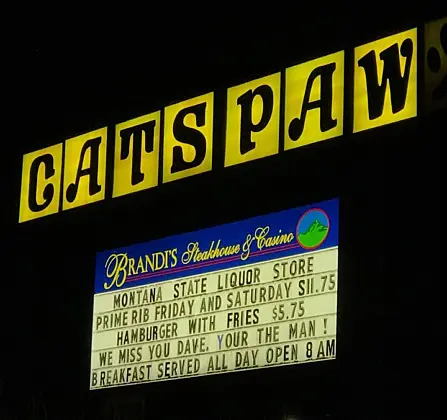 CATSPAW
BRANDI'S Steakhouse & Casino
MONTANA STATE LIQUOR STORE
PRIME RIB FRIDAY AND SATURDAY $11.75
HAMBURGER WITH FRIES $5.75
WE MISS YOU DAVE, YOUR THE MAN !
BREAKFAST SERVED ALL DAY OPEN 8 AM